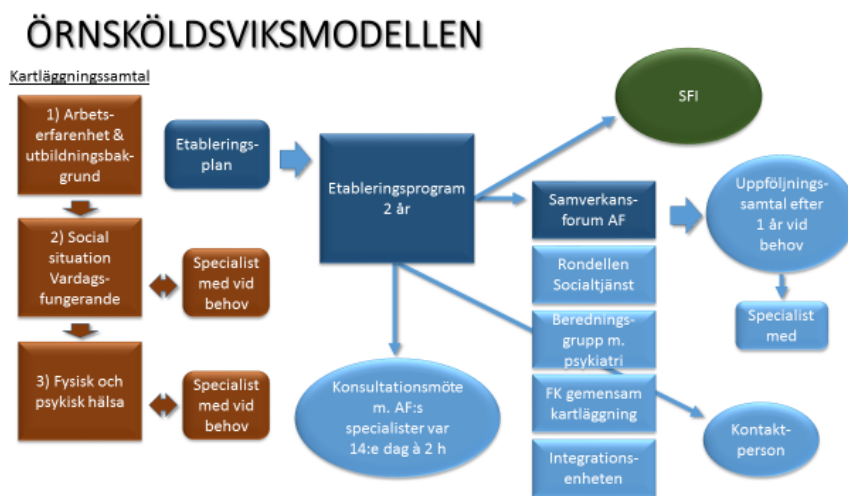 ÖRNSKÖLDSVIKSMODELLEN
Kartläggningssamtal
1) Arbets-
erfarenhet &
utbildningsbak-
grund
2) Social
situation
Vardags-
fungerande
Specialist
med vid
behov
3) Fysisk och
psykisk hälsa
Specialist
med vid
behov
Etablerings-
plan
Etableringsprogram
2 år
SFI
Samverkans-
forum AF
Uppföljnings-
samtal efter
1 år vid
behov
Specialist
med
Rondellen
Socialtjänst
Berednings-
grupp m.
psykiatri
FK gemensam
kartläggning
Integrations-
enheten
Konsultationsmöte
m. AF:s
specialister var
14:e dag à 2 h
Kontakt-
person